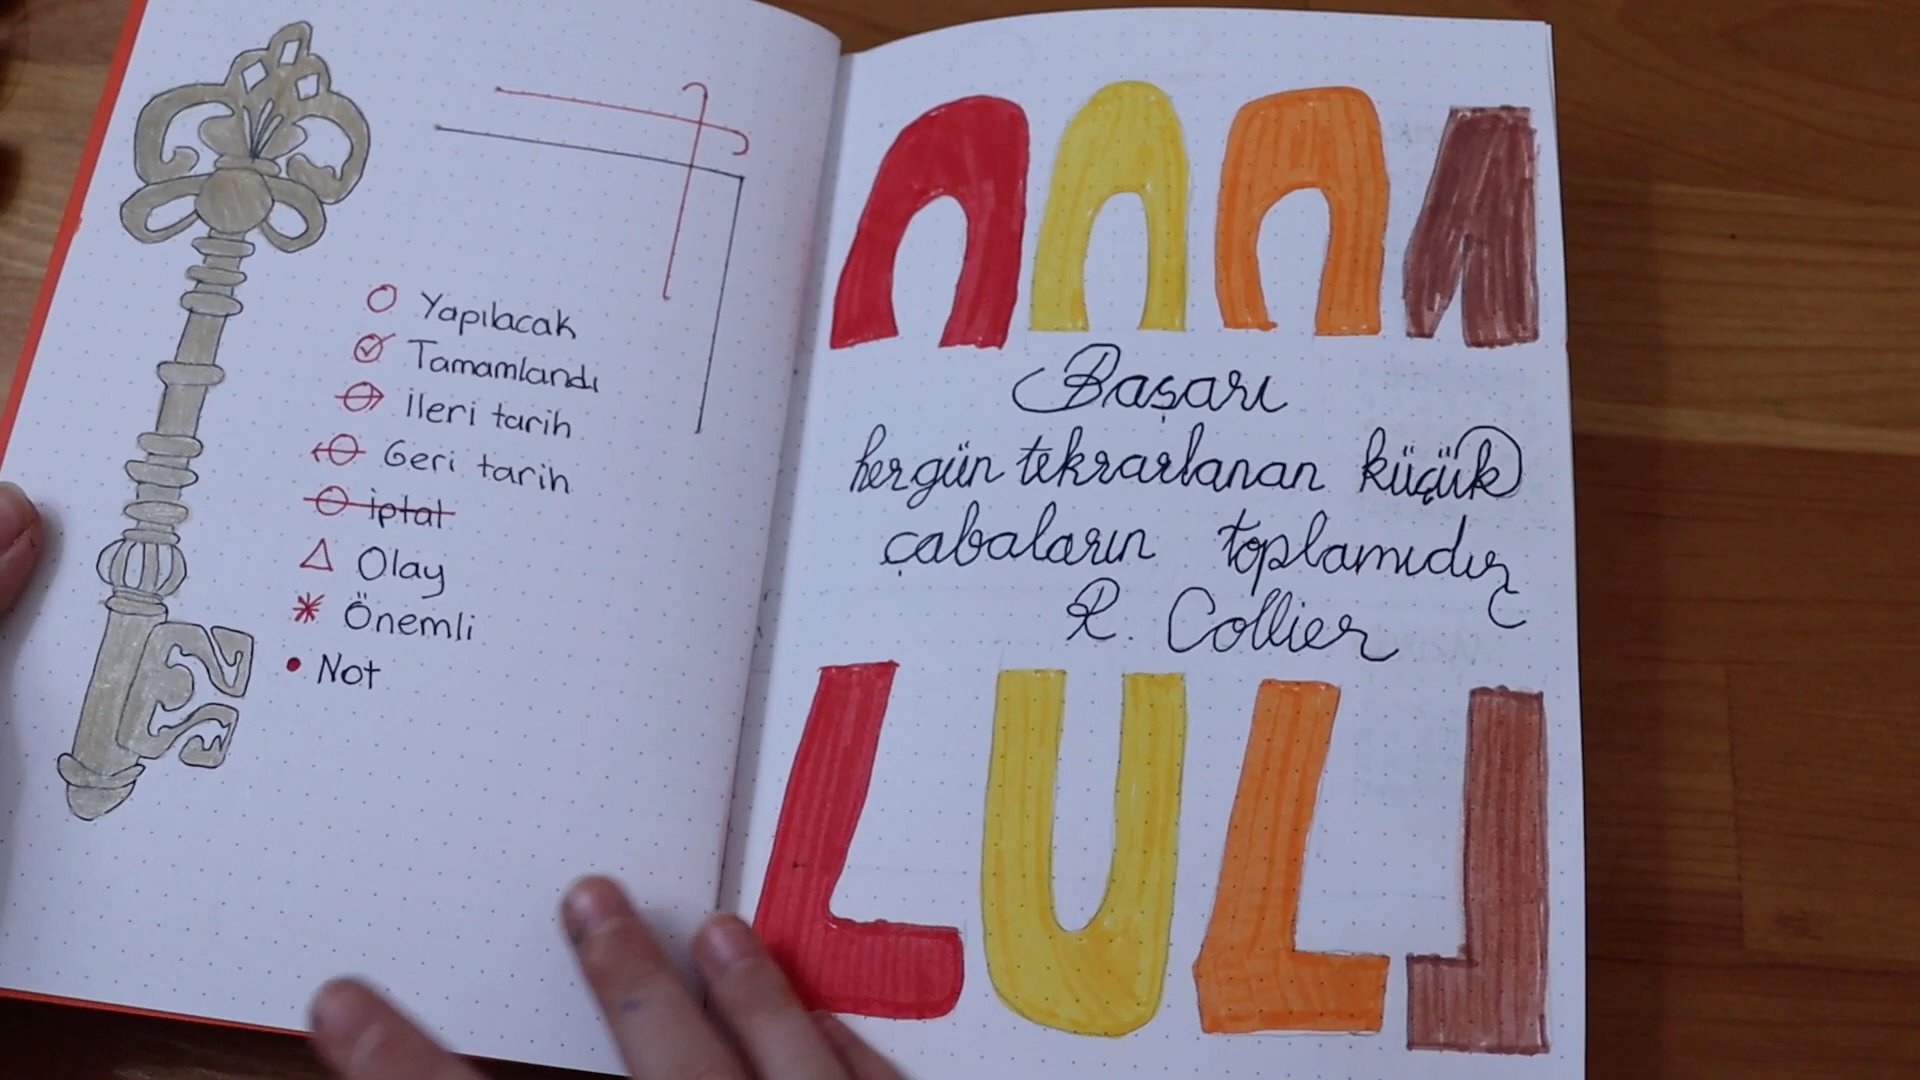 Yapılacak
Tamamlandı
İleri tarih
Geri tarih
İptal
Olay
Önemli
Not
Başarı
hergün tekrarlanan küçük
çabaların toplamıdır
R. Collier